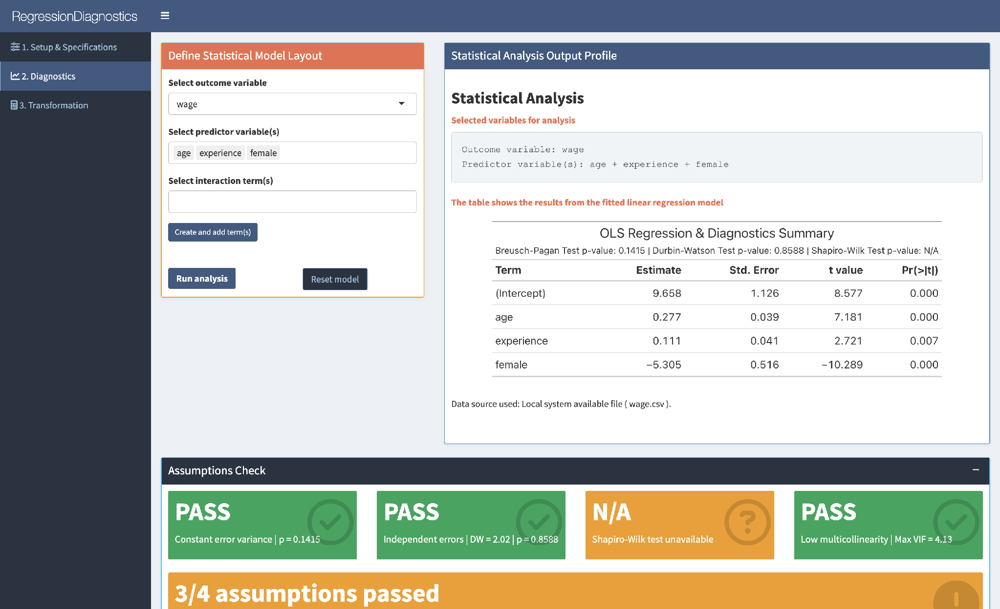 RegressionDiagnostics
1. Setup & Specifications
2. Diagnostics
3. Transformation
Define Statistical Model Layout
Select outcome variable
wage
Select predictor variable(s)
age experience female
Select interaction term(s)
Create and add term(s)
Run analysis Reset model
Statistical Analysis Output Profile
Statistical Analysis
Selected variables for analysis
Outcome variable: wage
Predictor variable(s): age + experience + female
The table shows the results from the fitted linear regression model
OLS Regression & Diagnostics Summary
Breusch-Pagan Test p-value: 0.1415 | Durbin-Watson Test p-value: 0.8588 | Shapiro-Wilk Test p-value: N/A
Term Estimate Std. Error t value Pr(>|t|)
(Intercept) 9.658 1.126 8.577 0.000
age 0.277 0.039 7.181 0.000
experience 0.111 0.041 2.721 0.007
female −5.305 0.516 −10.289 0.000
Data source used: Local system available file ( wage.csv ).
Assumptions Check
PASS
Constant error variance | p = 0.1415
PASS
Independent errors | DW = 2.02 | p = 0.8588
N/A
Shapiro-Wilk test unavailable
PASS
Low multicollinearity | Max VIF = 4.13
3/4 assumptions passed